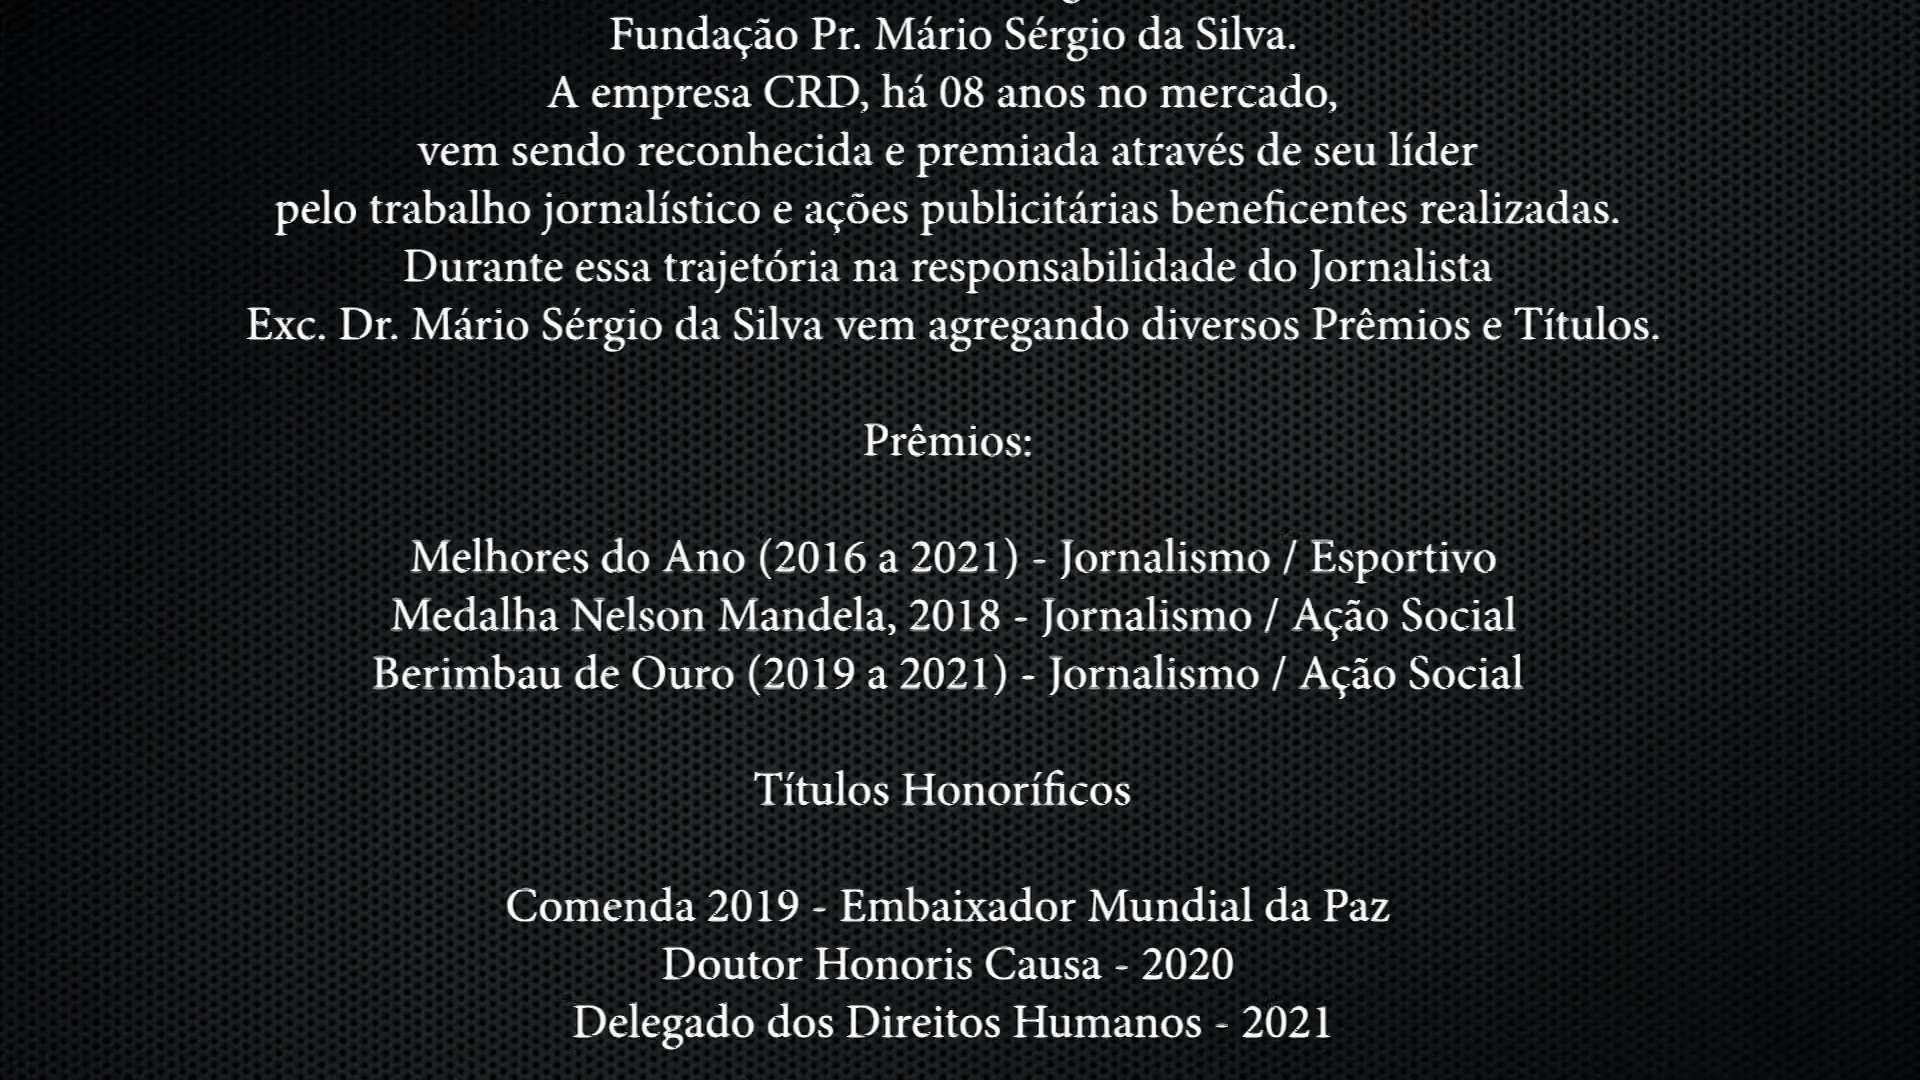 Fundação Pr. Mário Sérgio da Silva.
A empresa CRD, há 08 anos no mercado,
vem sendo reconhecida e premiada através de seu líder
pelo trabalho jornalístico e ações publicitárias beneficentes realizadas.
Durante essa trajetória na responsabilidade do Jornalista
Exc. Dr. Mário Sérgio da Silva vem agregando diversos Prêmios e Títulos.
Prêmios:
Melhores do Ano (2016 a 2021) - Jornalismo / Esportivo
Medalha Nelson Mandela, 2018 - Jornalismo / Ação Social
Berimbau de Ouro (2019 a 2021) - Jornalismo / Ação Social
Títulos Honoríficos
Comenda 2019 - Embaixador Mundial da Paz
Doutor Honoris Causa - 2020
Delegado dos Direitos Humanos - 2021